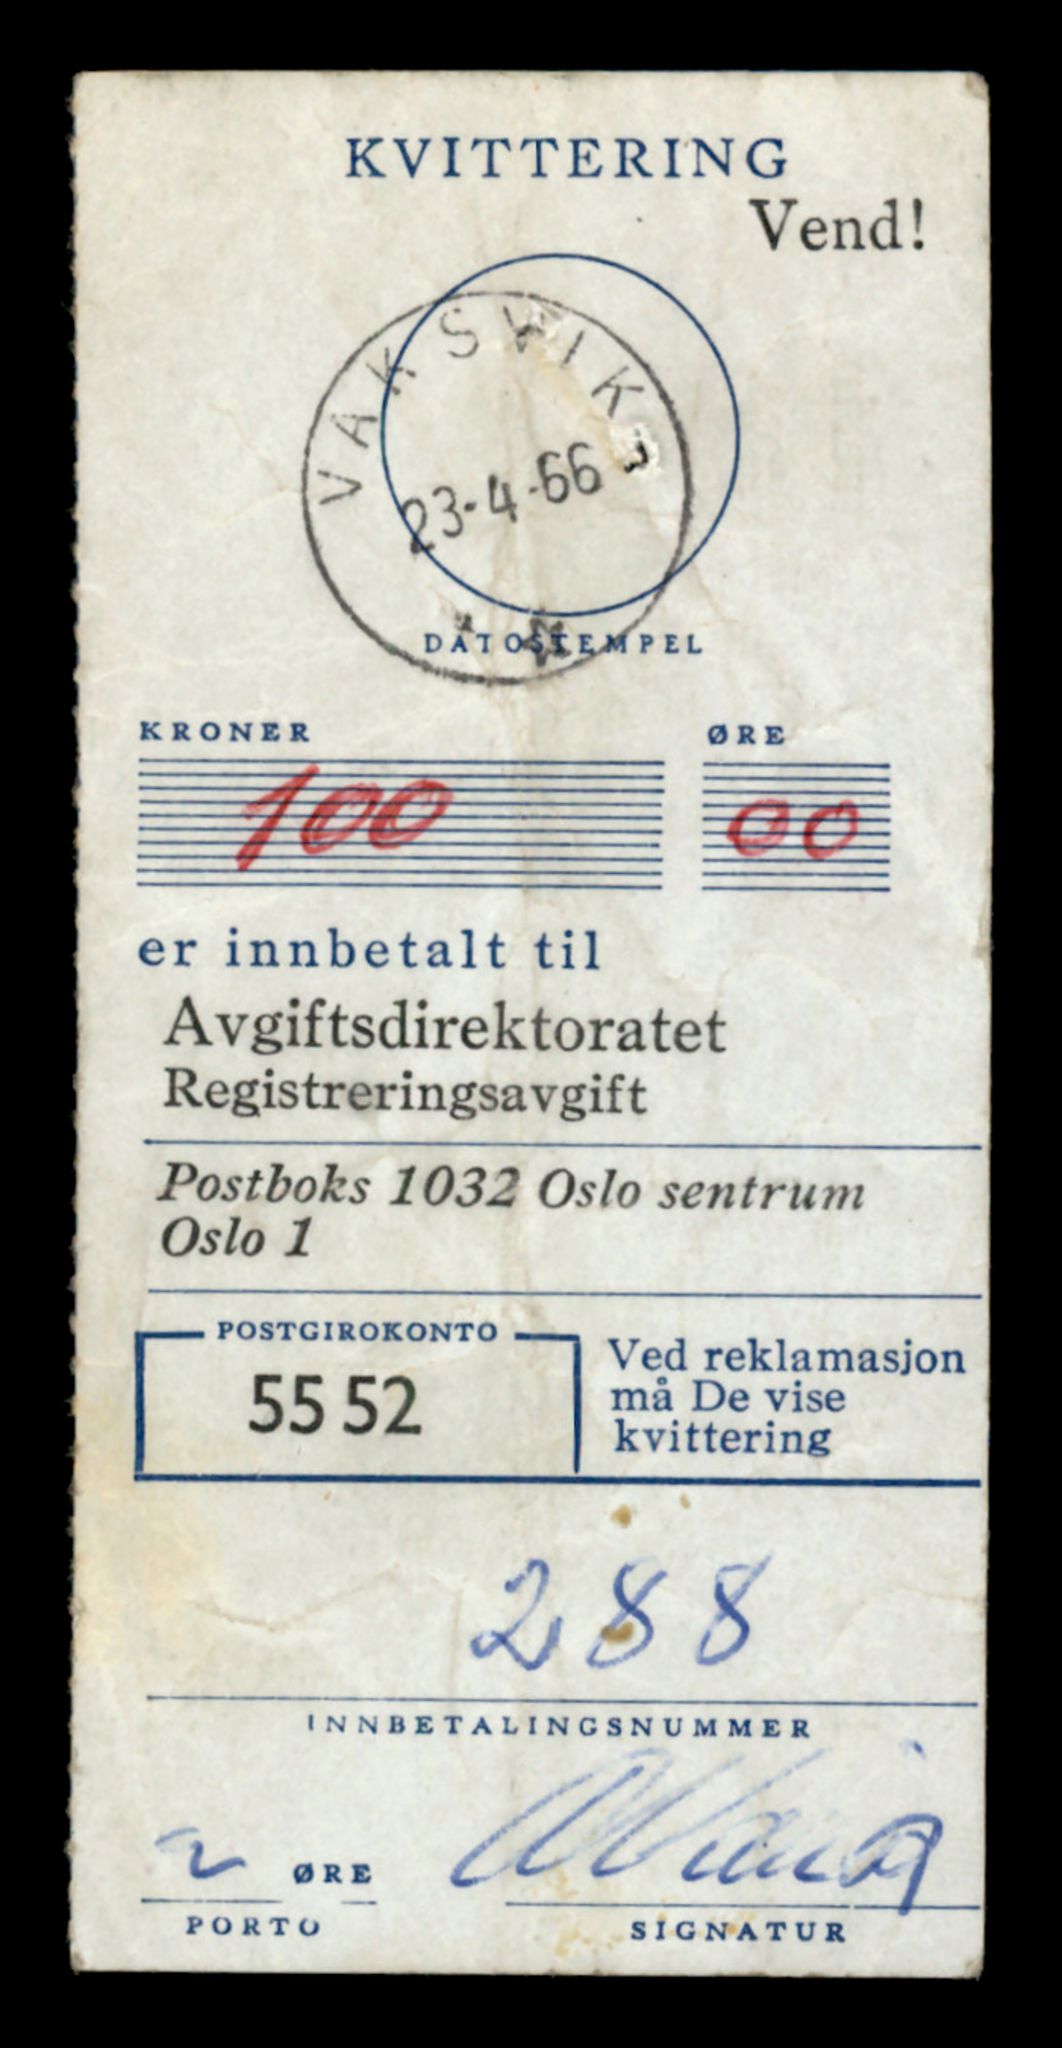 KVITTERING
Vend!
VAKSVIK
23-4-66
DATOSTEMPEL
KRONER ØRE
100 00
er innbetalt til
Avgiftsdirektoratet
Registreringsavgift
Postboks 1032 Oslo sentrum
Oslo 1
POSTGIROKONTO
55 52
Ved reklamasjon
må De vise
kvittering
288
INNBETALINGSNUMMER
ØRE
PORTO
SIGNATUR